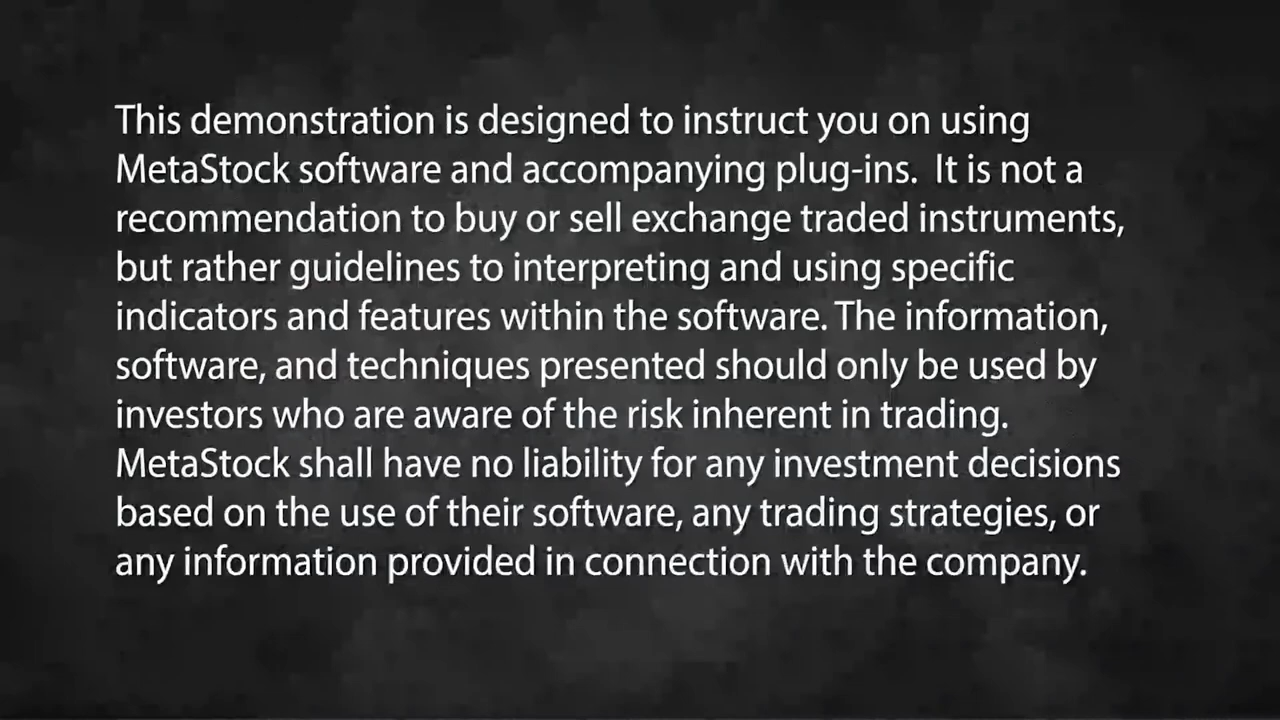 This demonstration is designed to instruct you on using
MetaStock software and accompanying plug-ins.  It is not a
recommendation to buy or sell exchange traded instruments,
but rather guidelines to interpreting and using specific
indicators and features within the software. The information,
software, and techniques presented should only be used by
investors who are aware of the risk inherent in trading.
MetaStock shall have no liability for any investment decisions
based on the use of their software, any trading strategies, or
any information provided in connection with the company.